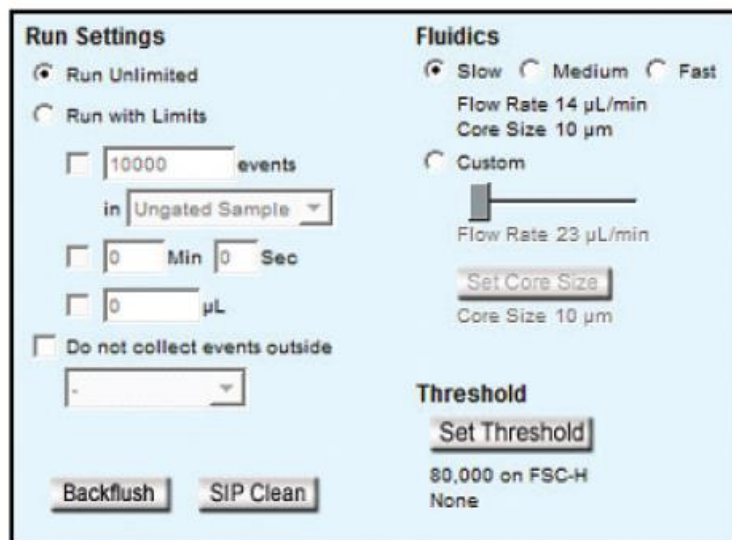 Run Settings
Run Unlimited
Run with Limits
10000 events
in Ungated Sample
0 Min 0 Sec
0 µL
Do not collect events outside
-
Backflush SIP Clean
Fluidics
Slow Medium Fast
Flow Rate 14 µL/min
Core Size 10 µm
Custom
Flow Rate 23 µL/min
Set Core Size
Core Size 10 µm
Threshold
Set Threshold
80,000 on FSC-H
None